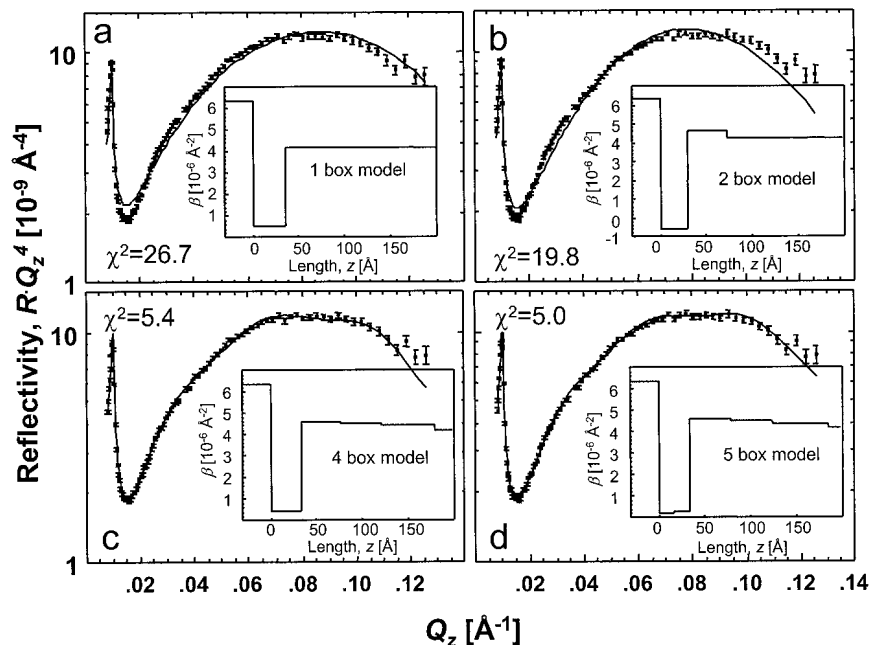 Reflectivity, RQz^4 [10^-9 Å^-4]
a
10
1
χ²=26.7
β [10^-6 Å^-2]
6
5
4
3
2
1
1 box model
0 50 100 150
Length, z [Å]
b
χ²=19.8
β [10^-6 Å^-2]
6
5
4
3
2
1
0
-1
2 box model
0 50 100 150
Length, z [Å]
χ²=5.4
10
1
c
β [10^-6 Å^-2]
6
5
4
3
2
1
4 box model
0 50 100 150
Length, z [Å]
χ²=5.0
d
β [10^-6 Å^-2]
6
5
4
3
2
1
5 box model
0 50 100 150
Length, z [Å]
.02 .04 .06 .08 .10 .12
.02 .04 .06 .08 .10 .12 .14
Qz [Å^-1]